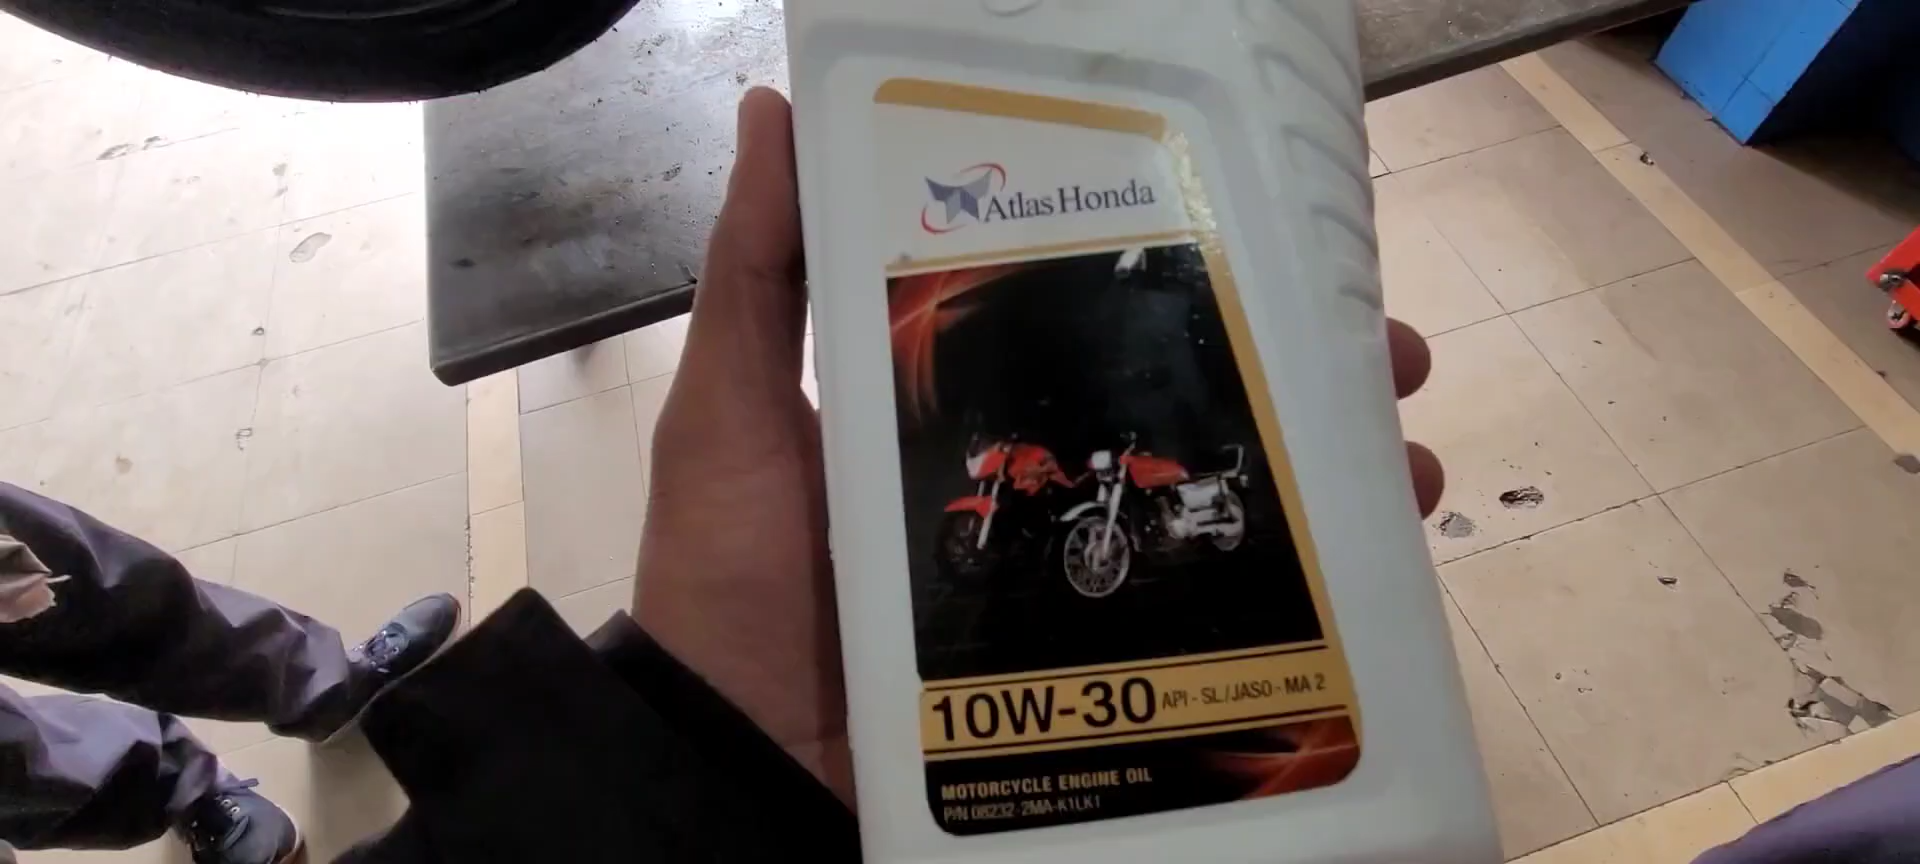 Atlas Honda
10W-30 API - SL/JASO - MA 2
MOTORCYCLE ENGINE OIL
P/N 08232-2MA-K1LK1